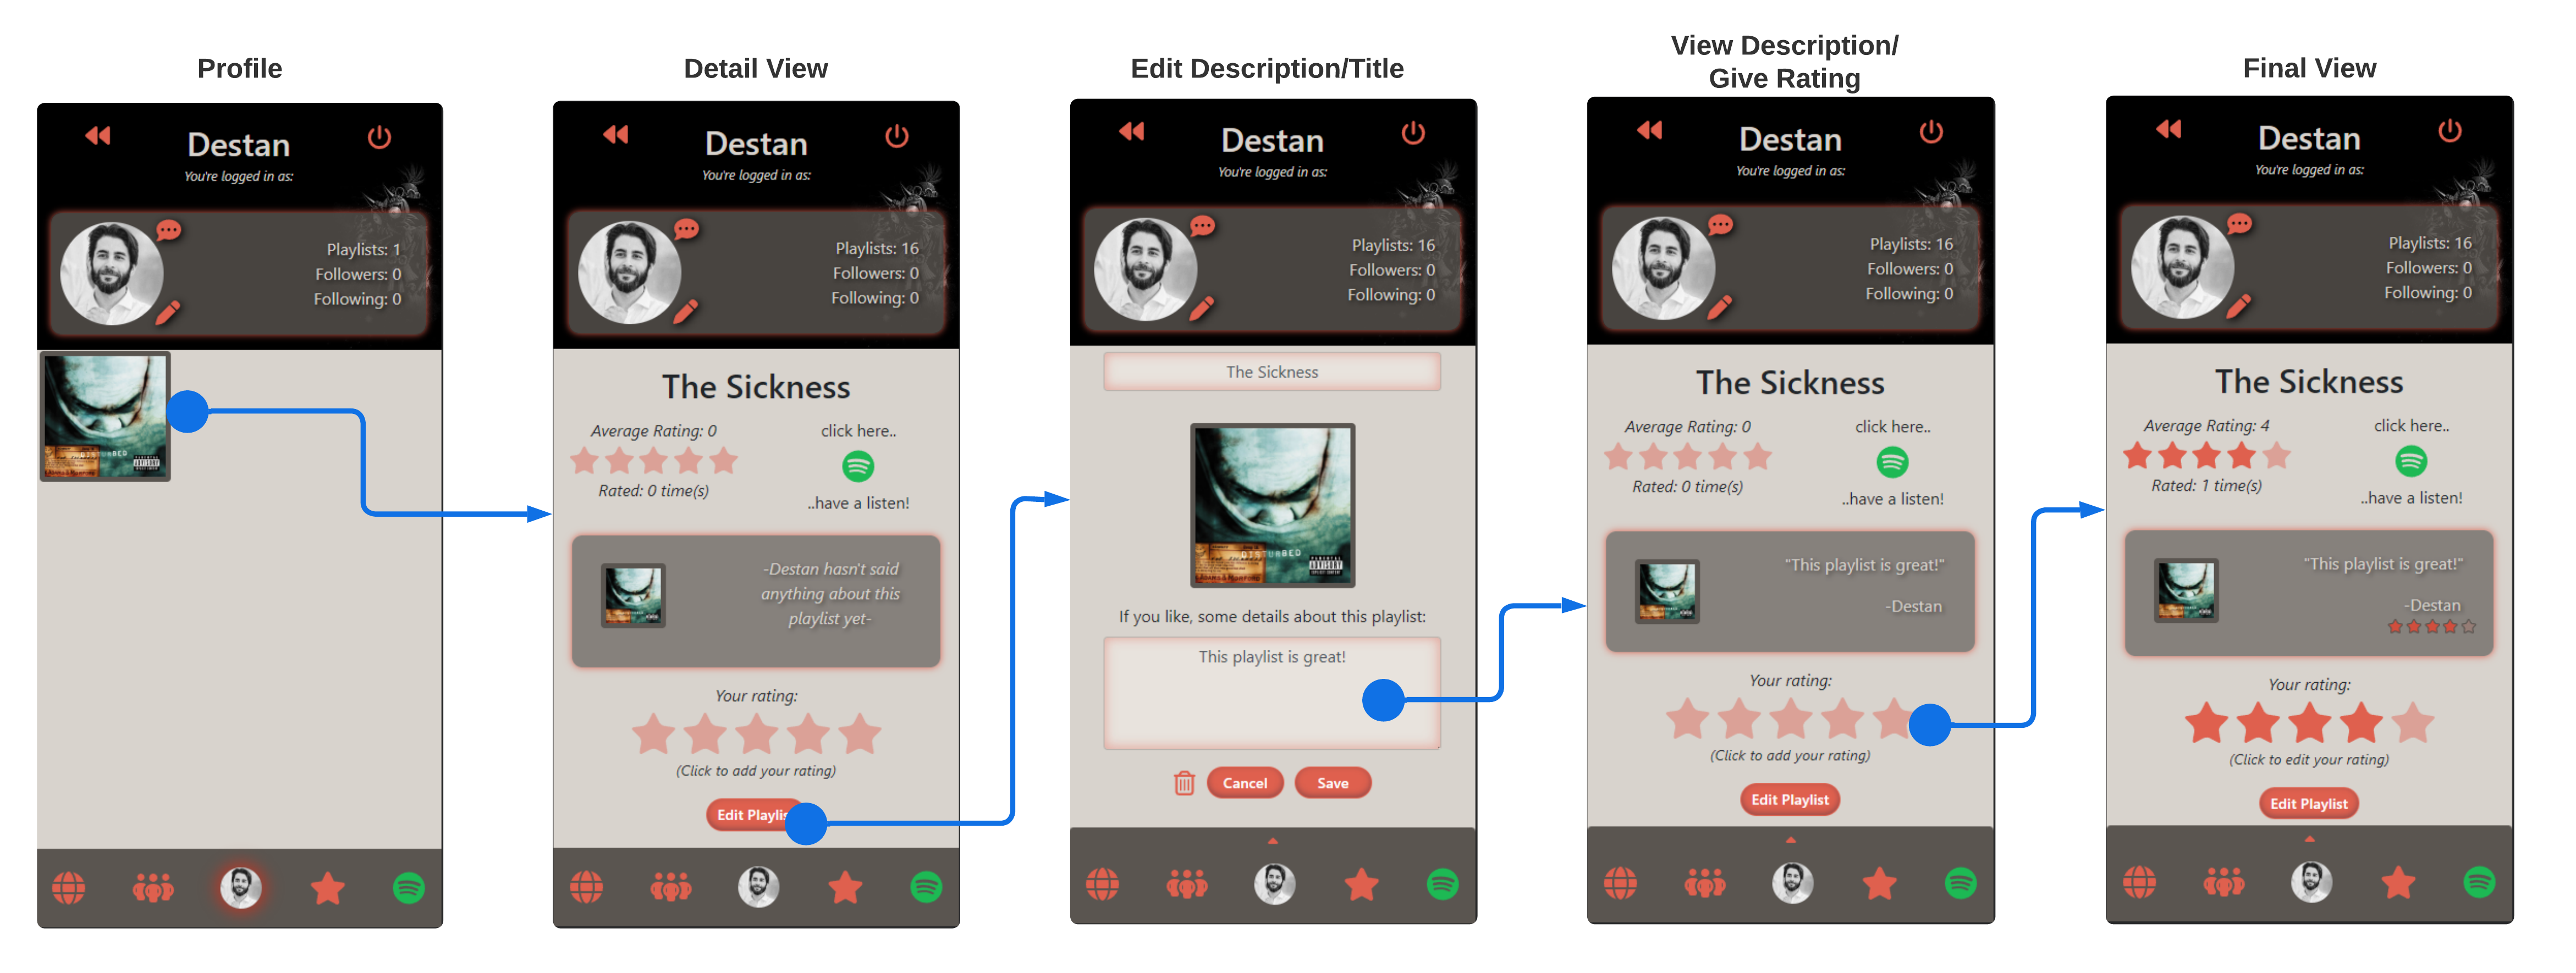 Profile
Destan
You're logged in as:
Playlists: 1
Followers: 0
Following: 0
DISTURBED
Detail View
Destan
You're logged in as:
Playlists: 16
Followers: 0
Following: 0
The Sickness
Average Rating: 0
Rated: 0 time(s)
click here..
..have a listen!
-Destan hasn't said
anything about this
playlist yet-
Your rating:
(Click to add your rating)
Edit
Edit Description/Title
Destan
You're logged in as:
Playlists: 16
Followers: 0
Following: 0
The Sickness
DISTURBED
PARENTAL
ADVISORY
EXPLICIT CONTENT
If you like, some details about this playlist:
This playlist is great!
Cancel
Save
View Description/
Give Rating
Destan
You're logged in as:
Playlists: 16
Followers: 0
Following: 0
The Sickness
Average Rating: 0
Rated: 0 time(s)
click here..
..have a listen!
"This playlist is great!"
-Destan
Your rating:
(Click to add your rating)
Edit Playlist
Final View
Destan
You're logged in as:
Playlists: 16
Followers: 0
Following: 0
The Sickness
Average Rating: 4
Rated: 1 time(s)
click here..
..have a listen!
"This playlist is great!"
-Destan
Your rating:
(Click to edit your rating)
Edit Playlist